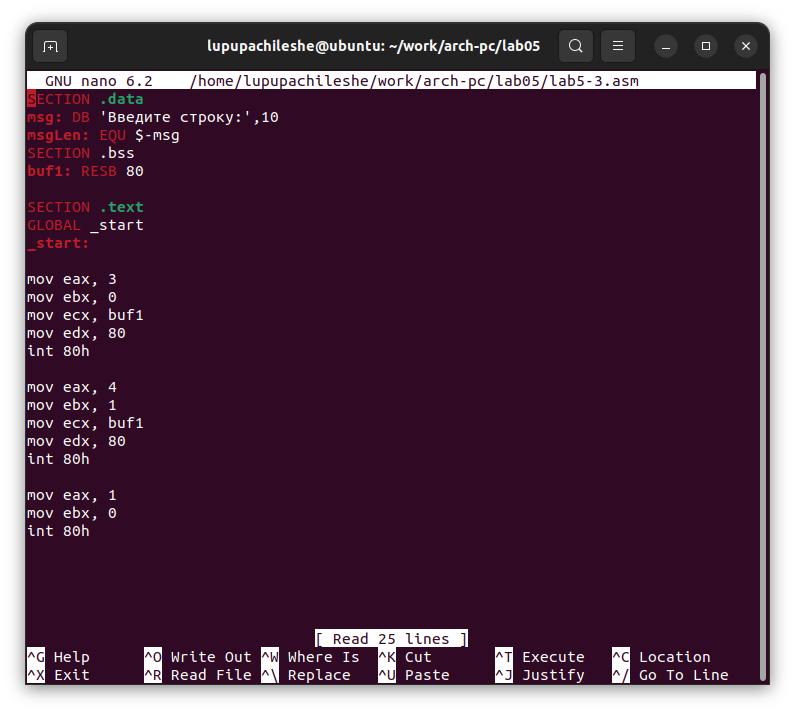 lupupachileshe@ubuntu: ~/work/arch-pc/lab05
GNU nano 6.2 /home/lupupachileshe/work/arch-pc/lab05/lab5-3.asm
SECTION .data
msg: DB 'Введите строку:',10
msgLen: EQU $-msg
SECTION .bss
buf1: RESB 80

SECTION .text
GLOBAL _start
_start:

mov eax, 3
mov ebx, 0
mov ecx, buf1
mov edx, 80
int 80h

mov eax, 4
mov ebx, 1
mov ecx, buf1
mov edx, 80
int 80h

mov eax, 1
mov ebx, 0
int 80h

[ Read 25 lines ]
^G Help ^O Write Out ^W Where Is ^K Cut ^T Execute ^C Location
^X Exit ^R Read File ^\ Replace ^U Paste ^J Justify ^/ Go To Line